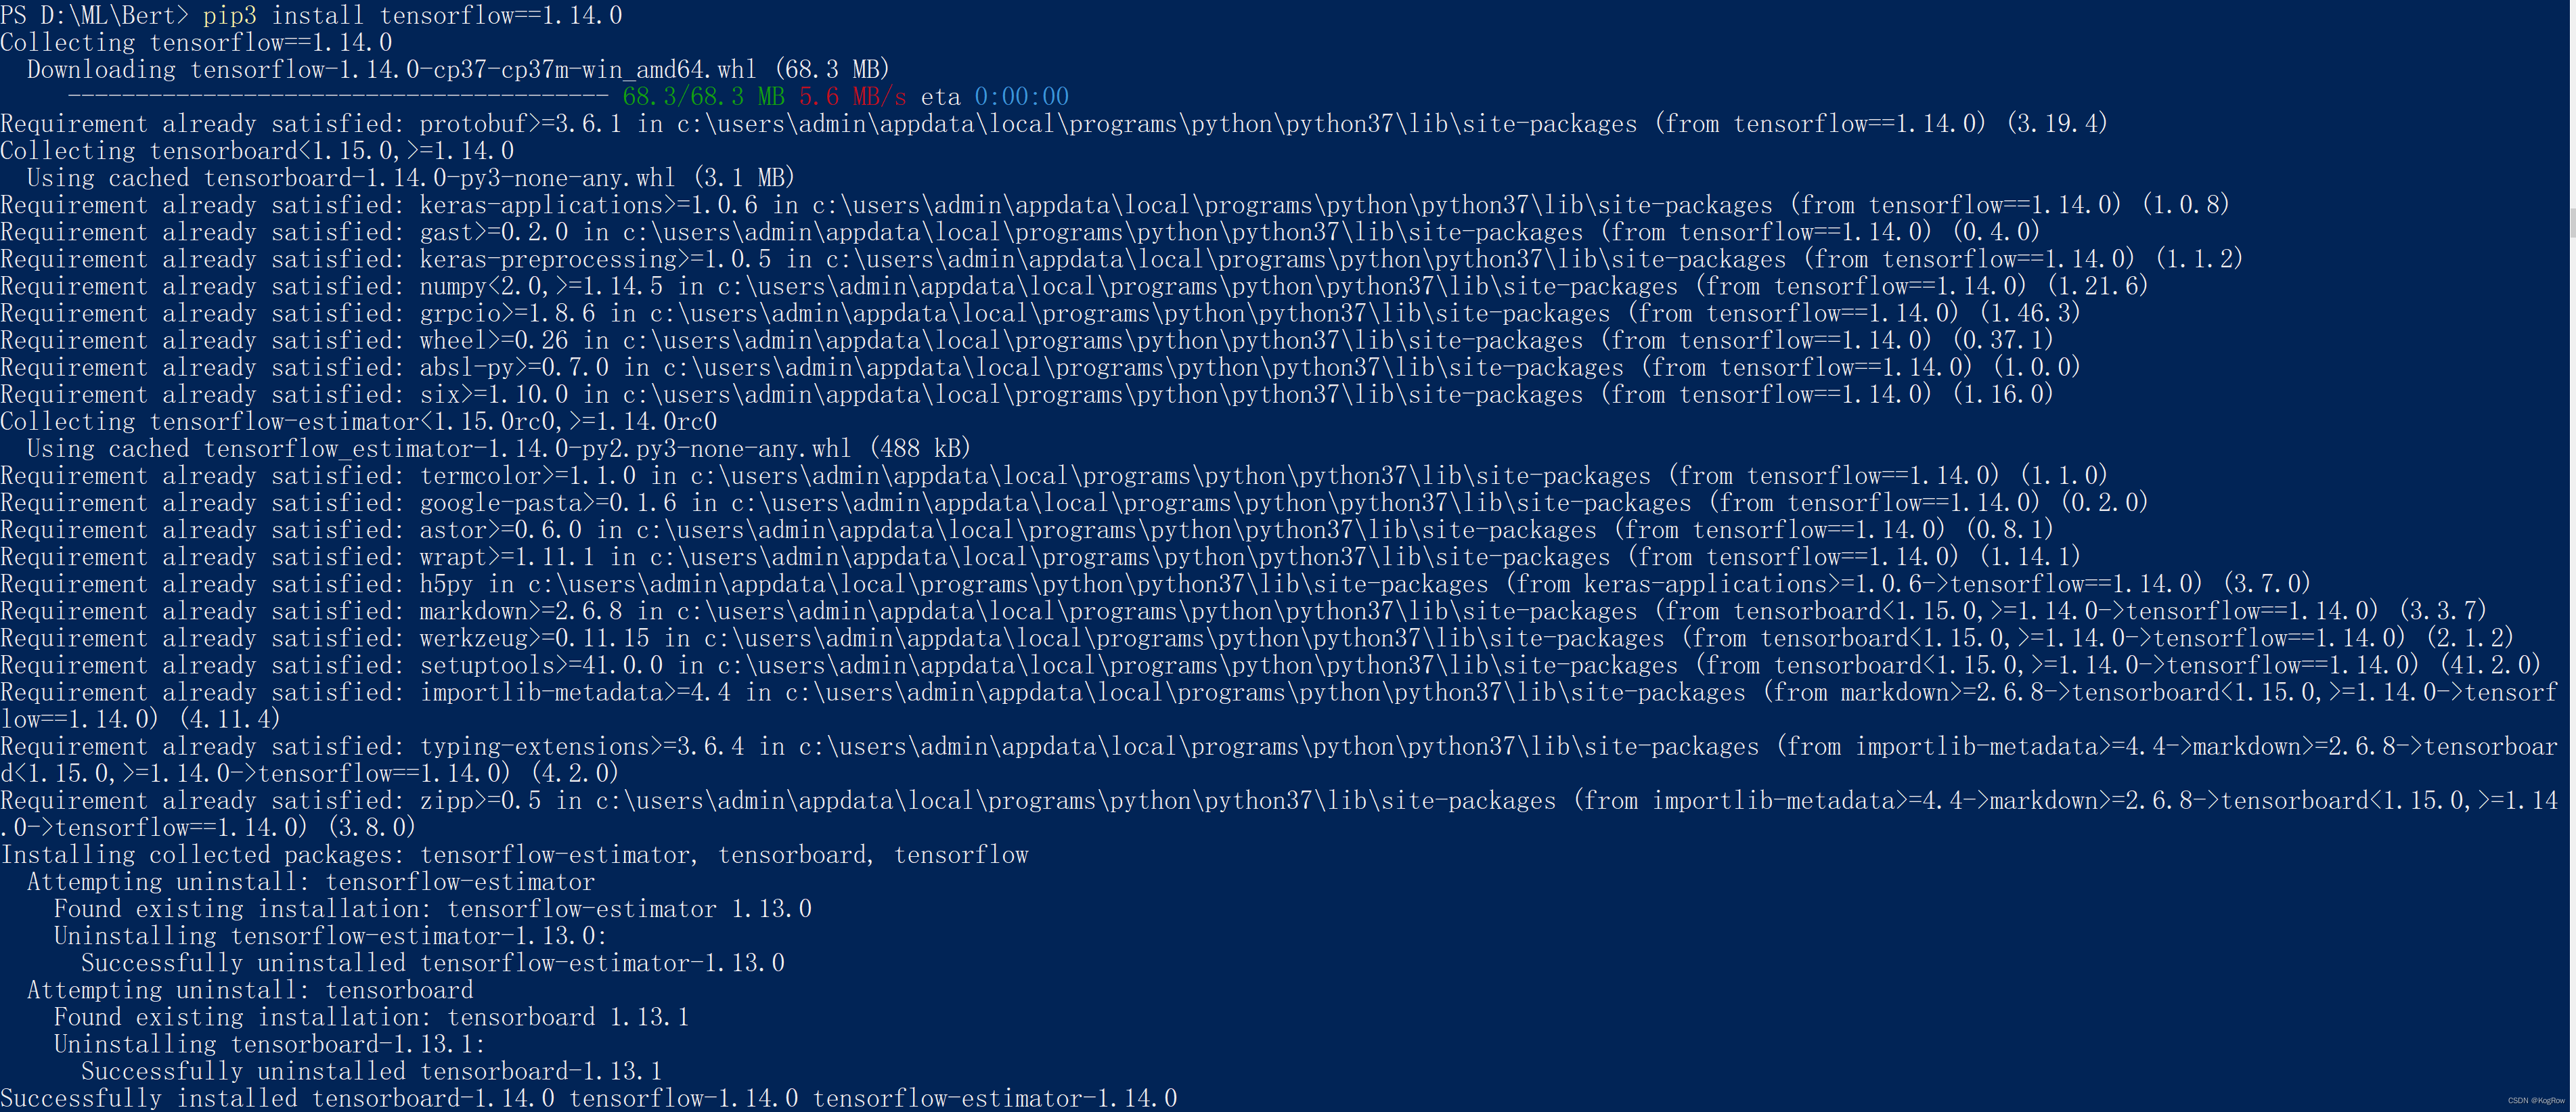 PS D:\ML\Bert> pip3 install tensorflow==1.14.0
Collecting tensorflow==1.14.0
  Downloading tensorflow-1.14.0-cp37-cp37m-win_amd64.whl (68.3 MB)
     ---------------------------------------- 68.3/68.3 MB 5.6 MB/s eta 0:00:00
Requirement already satisfied: protobuf>=3.6.1 in c:\users\admin\appdata\local\programs\python\python37\lib\site-packages (from tensorflow==1.14.0) (3.19.4)
Collecting tensorboard<1.15.0,>=1.14.0
  Using cached tensorboard-1.14.0-py3-none-any.whl (3.1 MB)
Requirement already satisfied: keras-applications>=1.0.6 in c:\users\admin\appdata\local\programs\python\python37\lib\site-packages (from tensorflow==1.14.0) (1.0.8)
Requirement already satisfied: gast>=0.2.0 in c:\users\admin\appdata\local\programs\python\python37\lib\site-packages (from tensorflow==1.14.0) (0.4.0)
Requirement already satisfied: keras-preprocessing>=1.0.5 in c:\users\admin\appdata\local\programs\python\python37\lib\site-packages (from tensorflow==1.14.0) (1.1.2)
Requirement already satisfied: numpy<2.0,>=1.14.5 in c:\users\admin\appdata\local\programs\python\python37\lib\site-packages (from tensorflow==1.14.0) (1.21.6)
Requirement already satisfied: grpcio>=1.8.6 in c:\users\admin\appdata\local\programs\python\python37\lib\site-packages (from tensorflow==1.14.0) (1.46.3)
Requirement already satisfied: wheel>=0.26 in c:\users\admin\appdata\local\programs\python\python37\lib\site-packages (from tensorflow==1.14.0) (0.37.1)
Requirement already satisfied: absl-py>=0.7.0 in c:\users\admin\appdata\local\programs\python\python37\lib\site-packages (from tensorflow==1.14.0) (1.0.0)
Requirement already satisfied: six>=1.10.0 in c:\users\admin\appdata\local\programs\python\python37\lib\site-packages (from tensorflow==1.14.0) (1.16.0)
Collecting tensorflow-estimator<1.15.0rc0,>=1.14.0rc0
  Using cached tensorflow_estimator-1.14.0-py2.py3-none-any.whl (488 kB)
Requirement already satisfied: termcolor>=1.1.0 in c:\users\admin\appdata\local\programs\python\python37\lib\site-packages (from tensorflow==1.14.0) (1.1.0)
Requirement already satisfied: google-pasta>=0.1.6 in c:\users\admin\appdata\local\programs\python\python37\lib\site-packages (from tensorflow==1.14.0) (0.2.0)
Requirement already satisfied: astor>=0.6.0 in c:\users\admin\appdata\local\programs\python\python37\lib\site-packages (from tensorflow==1.14.0) (0.8.1)
Requirement already satisfied: wrapt>=1.11.1 in c:\users\admin\appdata\local\programs\python\python37\lib\site-packages (from tensorflow==1.14.0) (1.14.1)
Requirement already satisfied: h5py in c:\users\admin\appdata\local\programs\python\python37\lib\site-packages (from keras-applications>=1.0.6->tensorflow==1.14.0) (3.7.0)
Requirement already satisfied: markdown>=2.6.8 in c:\users\admin\appdata\local\programs\python\python37\lib\site-packages (from tensorboard<1.15.0,>=1.14.0->tensorflow==1.14.0) (3.3.7)
Requirement already satisfied: werkzeug>=0.11.15 in c:\users\admin\appdata\local\programs\python\python37\lib\site-packages (from tensorboard<1.15.0,>=1.14.0->tensorflow==1.14.0) (2.1.2)
Requirement already satisfied: setuptools>=41.0.0 in c:\users\admin\appdata\local\programs\python\python37\lib\site-packages (from tensorboard<1.15.0,>=1.14.0->tensorflow==1.14.0) (41.2.0)
Requirement already satisfied: importlib-metadata>=4.4 in c:\users\admin\appdata\local\programs\python\python37\lib\site-packages (from markdown>=2.6.8->tensorboard<1.15.0,>=1.14.0->tensorf
low==1.14.0) (4.11.4)
Requirement already satisfied: typing-extensions>=3.6.4 in c:\users\admin\appdata\local\programs\python\python37\lib\site-packages (from importlib-metadata>=4.4->markdown>=2.6.8->tensorboar
d<1.15.0,>=1.14.0->tensorflow==1.14.0) (4.2.0)
Requirement already satisfied: zipp>=0.5 in c:\users\admin\appdata\local\programs\python\python37\lib\site-packages (from importlib-metadata>=4.4->markdown>=2.6.8->tensorboard<1.15.0,>=1.14
.0->tensorflow==1.14.0) (3.8.0)
Installing collected packages: tensorflow-estimator, tensorboard, tensorflow
  Attempting uninstall: tensorflow-estimator
    Found existing installation: tensorflow-estimator 1.13.0
    Uninstalling tensorflow-estimator-1.13.0:
      Successfully uninstalled tensorflow-estimator-1.13.0
  Attempting uninstall: tensorboard
    Found existing installation: tensorboard 1.13.1
    Uninstalling tensorboard-1.13.1:
      Successfully uninstalled tensorboard-1.13.1
Successfully installed tensorboard-1.14.0 tensorflow-1.14.0 tensorflow-estimator-1.14.0
CSDN @KogRow